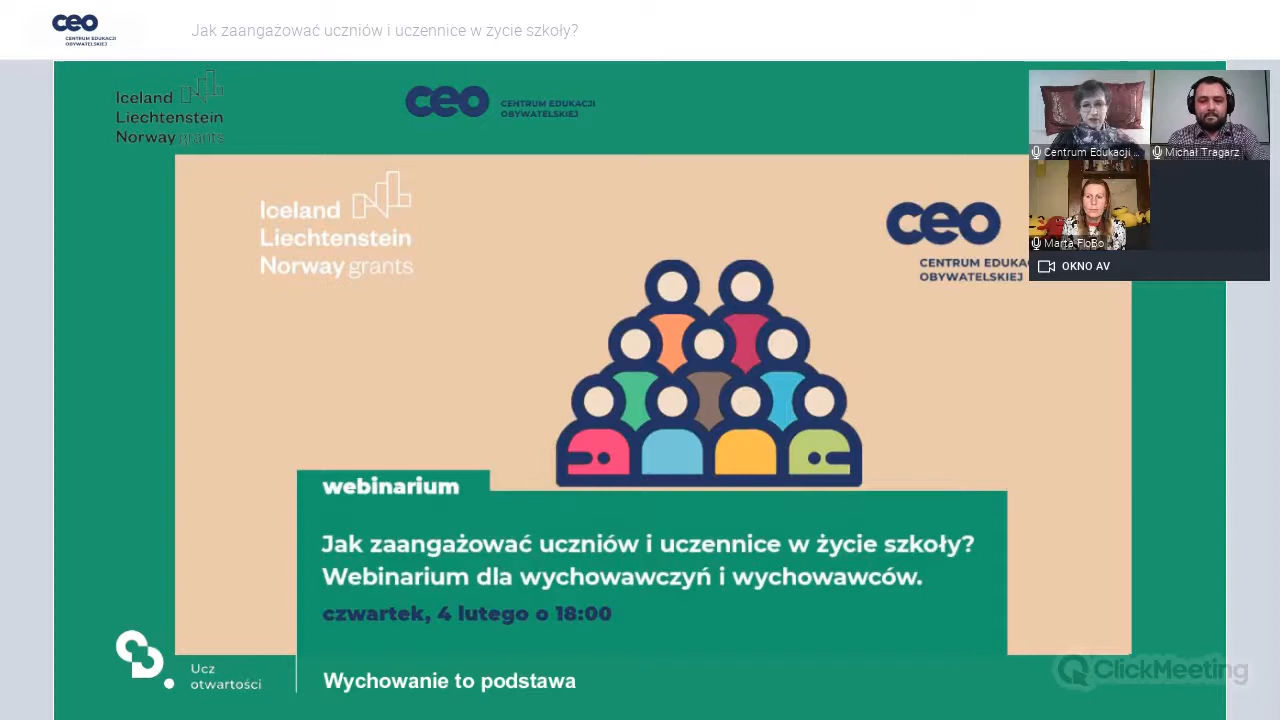 ceo
CENTRUM EDUKACJI
OBYWATELSKIEJ
Jak zaangażować uczniów i uczennice w życie szkoły?
Iceland
Liechtenstein
Norway grants
ceo
CENTRUM EDUKACJI
OBYWATELSKIEJ
Centrum Edukacji ...
Michał Tragarz
Marta FloBo
OKNO AV
Iceland
Liechtenstein
Norway grants
ceo
CENTRUM EDUKA
OBYWATELSKIEJ
webinarium
Jak zaangażować uczniów i uczennice w życie szkoły?
Webinarium dla wychowawczyń i wychowawców.
czwartek, 4 lutego o 18:00
Ucz
otwartości
Wychowanie to podstawa
ClickMeeting